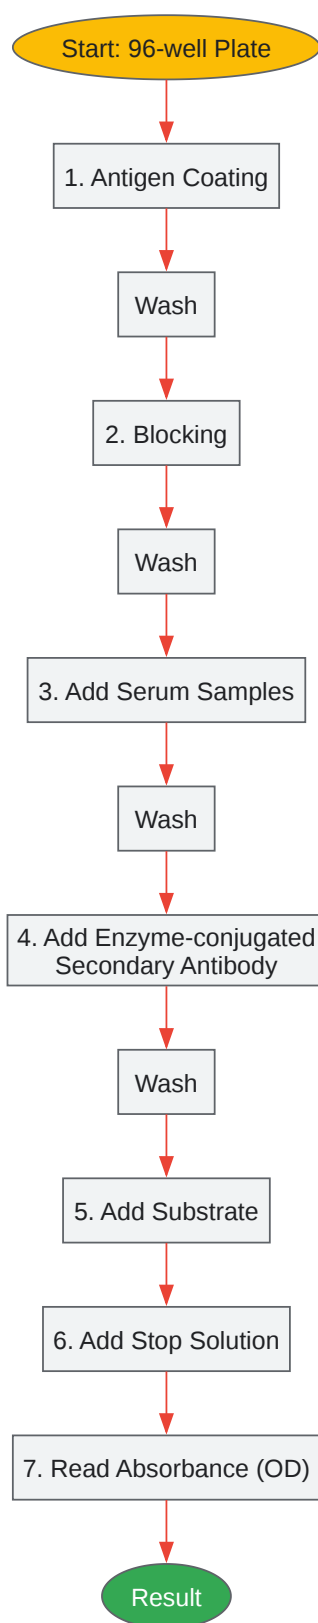 Start: 96-well Plate
1. Antigen Coating
Wash
2. Blocking
Wash
3. Add Serum Samples
Wash
4. Add Enzyme-conjugated
Secondary Antibody
Wash
5. Add Substrate
6. Add Stop Solution
7. Read Absorbance (OD)
Result